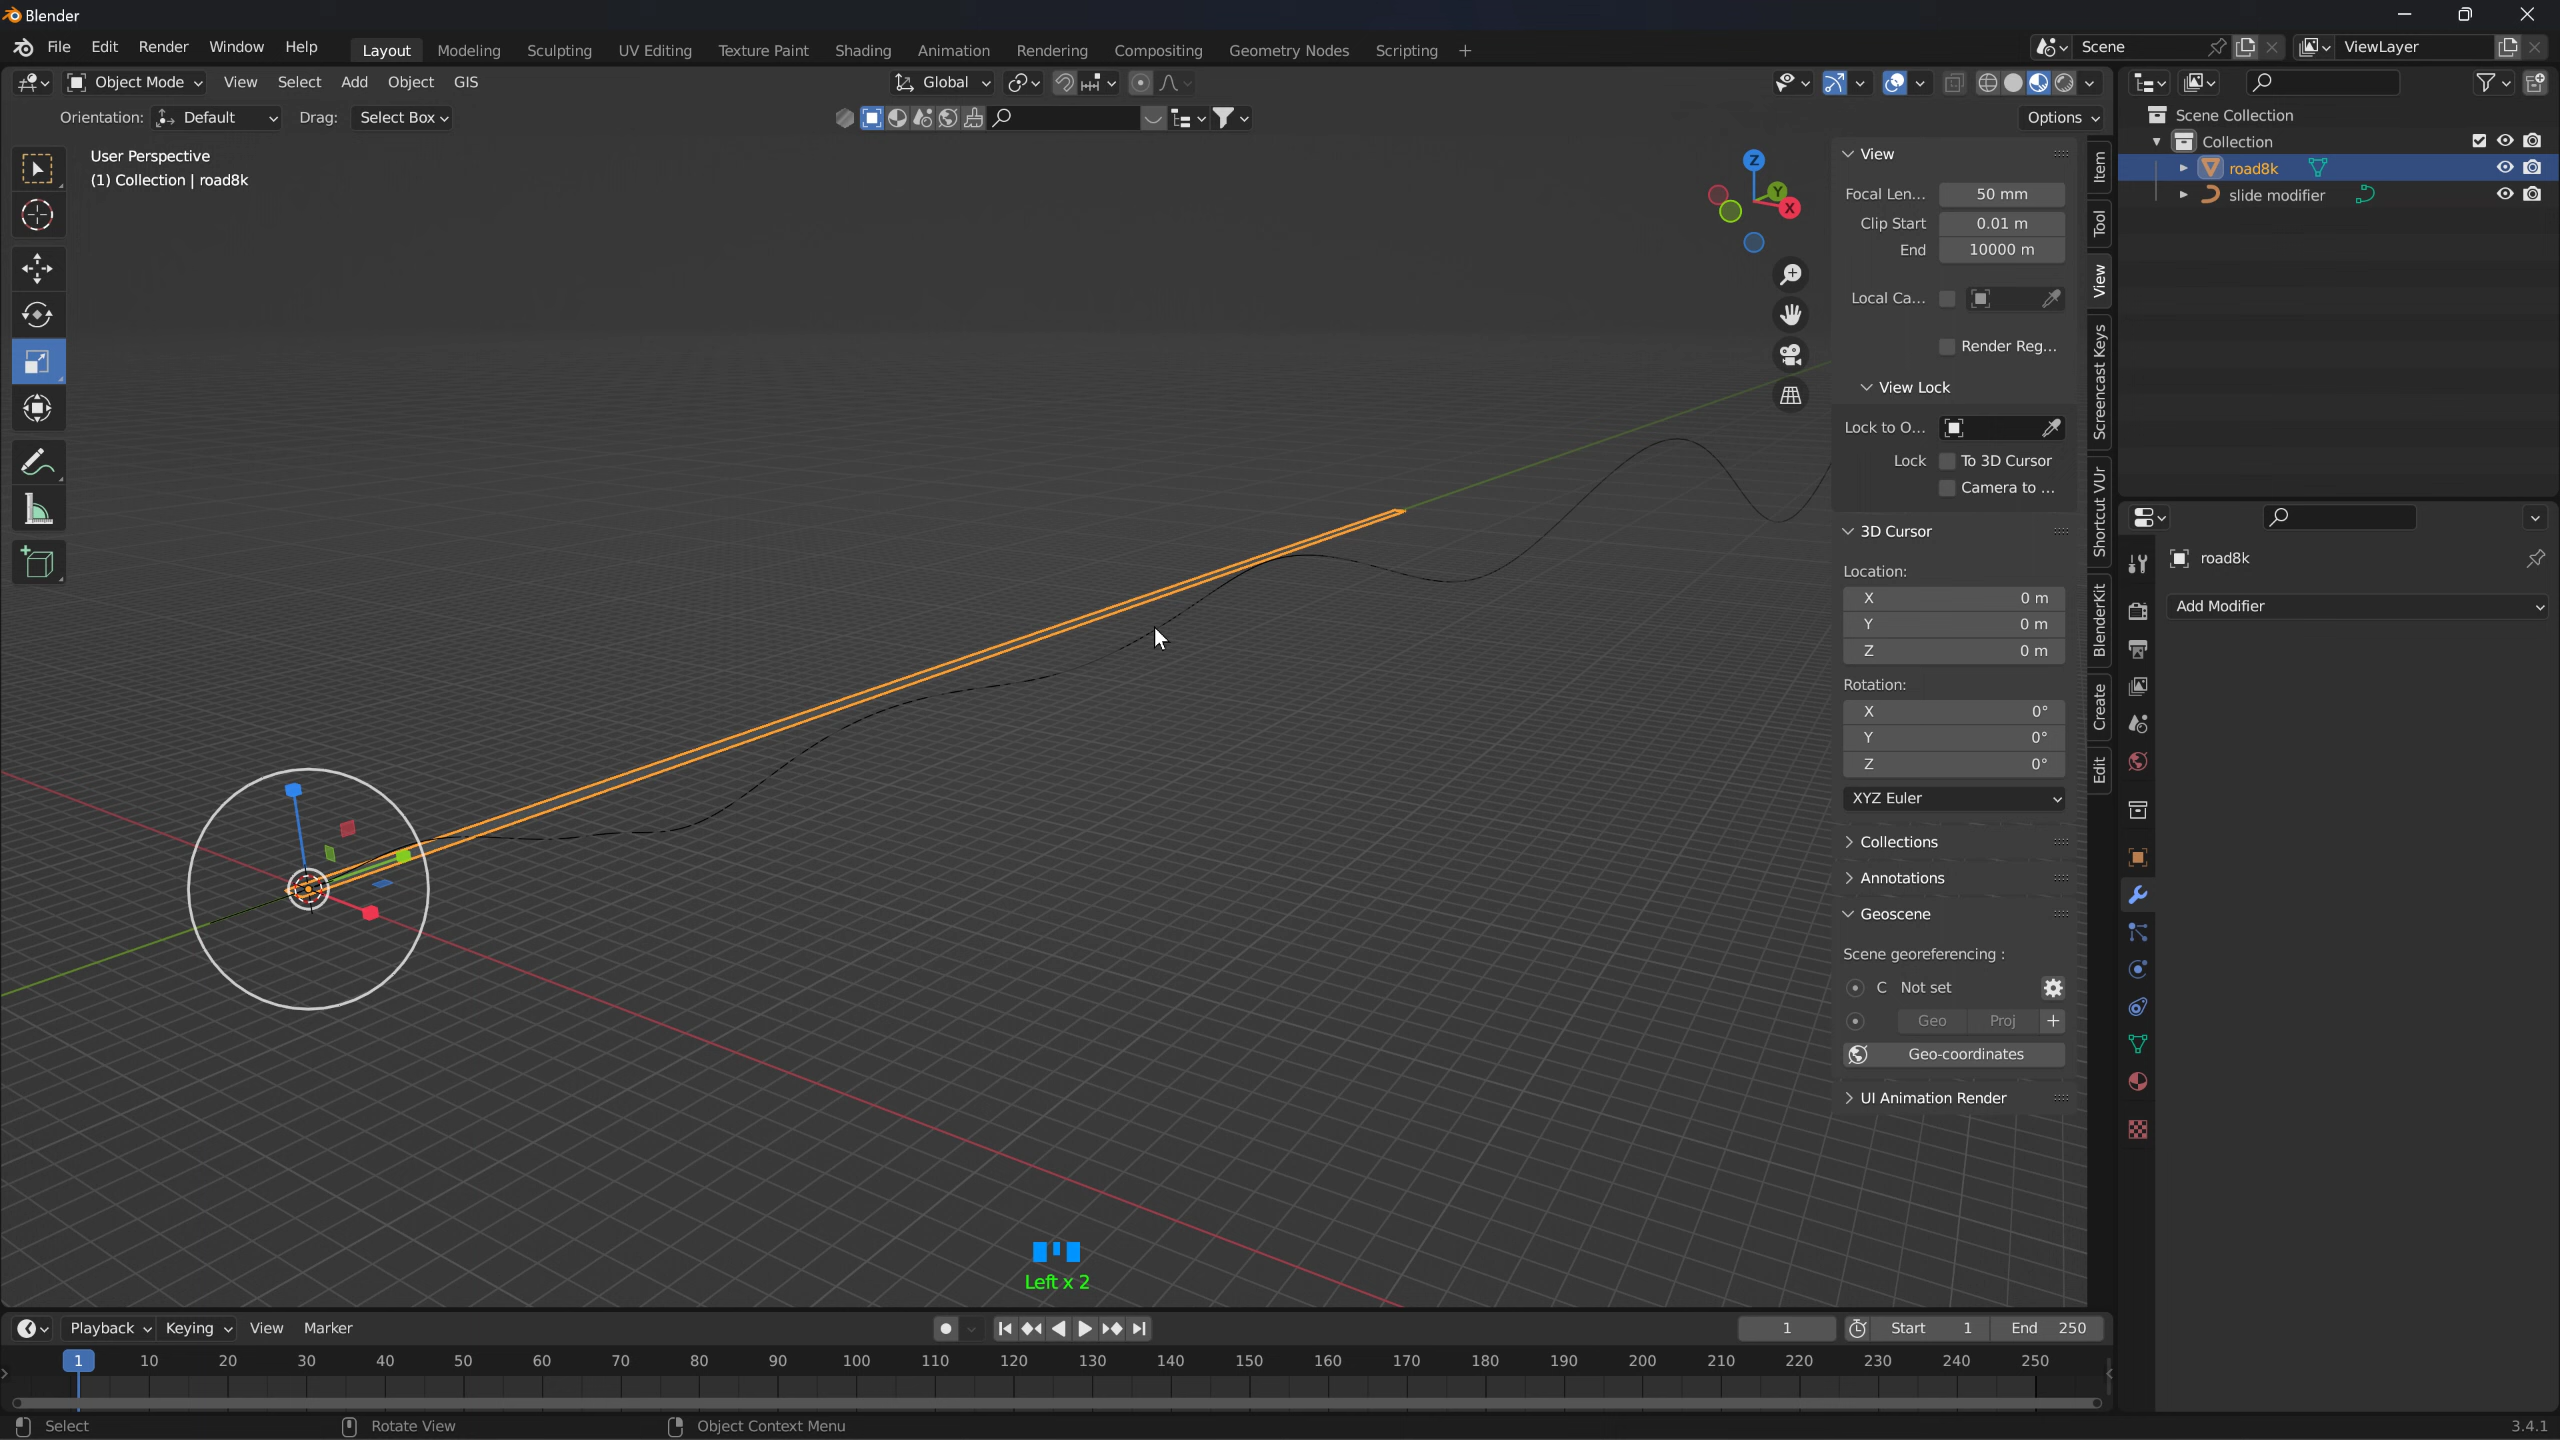 Blender
File Edit Render Window Help Layout Modeling Sculpting UV Editing Texture Paint Shading Animation Rendering Compositing Geometry Nodes Scripting + Scene ViewLayer
Object Mode View Select Add Object GIS Global
Orientation: Default Drag: Select Box Options
User Perspective
(1) Collection | road8k
Z
Y
X
View
Focal Len... 50 mm
Clip Start 0.01 m
End 10000 m
Local Ca...
Render Reg...
View Lock
Lock to O...
Lock To 3D Cursor
Camera to ...
3D Cursor
Location:
X 0 m
Y 0 m
Z 0 m
Rotation:
X 0°
Y 0°
Z 0°
XYZ Euler
Collections
Annotations
Geoscene
Scene georeferencing :
C Not set
Geo Proj +
Geo-coordinates
UI Animation Render
Item
Tool
View
Screencast Keys
Shortcut VUr
BlenderKit
Create
Edit
Scene Collection
Collection
road8k
slide modifier
road8k
Add Modifier
Left x 2
Playback Keying View Marker 1 Start 1 End 250
1 10 20 30 40 50 60 70 80 90 100 110 120 130 140 150 160 170 180 190 200 210 220 230 240 250
Select Rotate View Object Context Menu 3.4.1